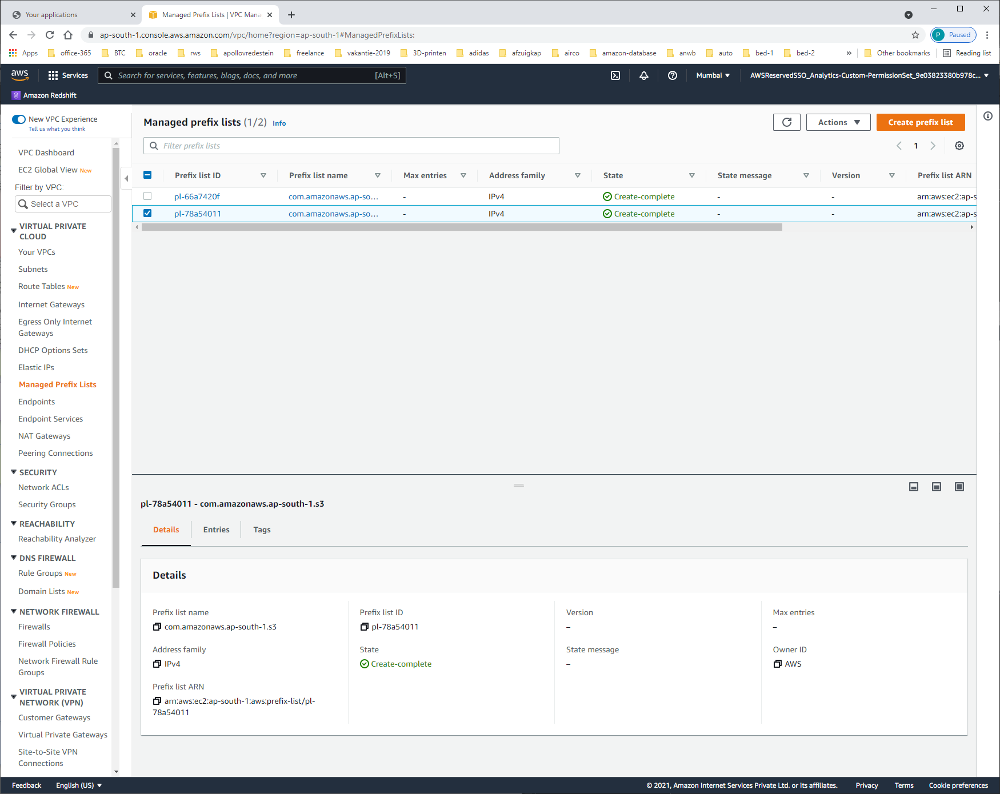 Your applications
Managed Prefix Lists | VPC Mana
ap-south-1.console.aws.amazon.com/vpc/home?region=ap-south-1#ManagedPrefixLists:
P Paused
Apps office-365 BTC oracle rws apollovredestein freelance vakantie-2019 3D-printen adidas afzuigkap airco amazon-database anwb auto bed-1 bed-2 » Other bookmarks Reading list
aws Services Search for services, features, blogs, docs, and more [Alt+S] Mumbai AWSReservedSSO_Analytics-Custom-PermissionSet_9e03823380b978c...
Amazon Redshift
New VPC Experience
Tell us what you think
VPC Dashboard
EC2 Global View New
Filter by VPC:
Select a VPC
VIRTUAL PRIVATE
CLOUD
Your VPCs
Subnets
Route Tables New
Internet Gateways
Egress Only Internet
Gateways
DHCP Options Sets
Elastic IPs
Managed Prefix Lists
Endpoints
Endpoint Services
NAT Gateways
Peering Connections
SECURITY
Network ACLs
Security Groups
REACHABILITY
Reachability Analyzer
DNS FIREWALL
Rule Groups New
Domain Lists New
NETWORK FIREWALL
Firewalls
Firewall Policies
Network Firewall Rule
Groups
VIRTUAL PRIVATE
NETWORK (VPN)
Customer Gateways
Virtual Private Gateways
Site-to-Site VPN
Connections
Managed prefix lists (1/2) Info
Actions
Create prefix list
Filter prefix lists
1
Prefix list ID Prefix list name Max entries Address family State State message Version Prefix list ARN
pl-66a7420f com.amazonaws.ap-so... - IPv4 Create-complete - - arn:aws:ec2:ap-s
pl-78a54011 com.amazonaws.ap-so... - IPv4 Create-complete - - arn:aws:ec2:ap-s
pl-78a54011 - com.amazonaws.ap-south-1.s3
Details Entries Tags
Details
Prefix list name
com.amazonaws.ap-south-1.s3
Address family
IPv4
Prefix list ARN
arn:aws:ec2:ap-south-1:aws:prefix-list/pl-
78a54011
Prefix list ID
pl-78a54011
State
Create-complete
Version
–
State message
–
Max entries
–
Owner ID
AWS
Feedback English (US) © 2021, Amazon Internet Services Private Ltd. or its affiliates. Privacy Terms Cookie preferences